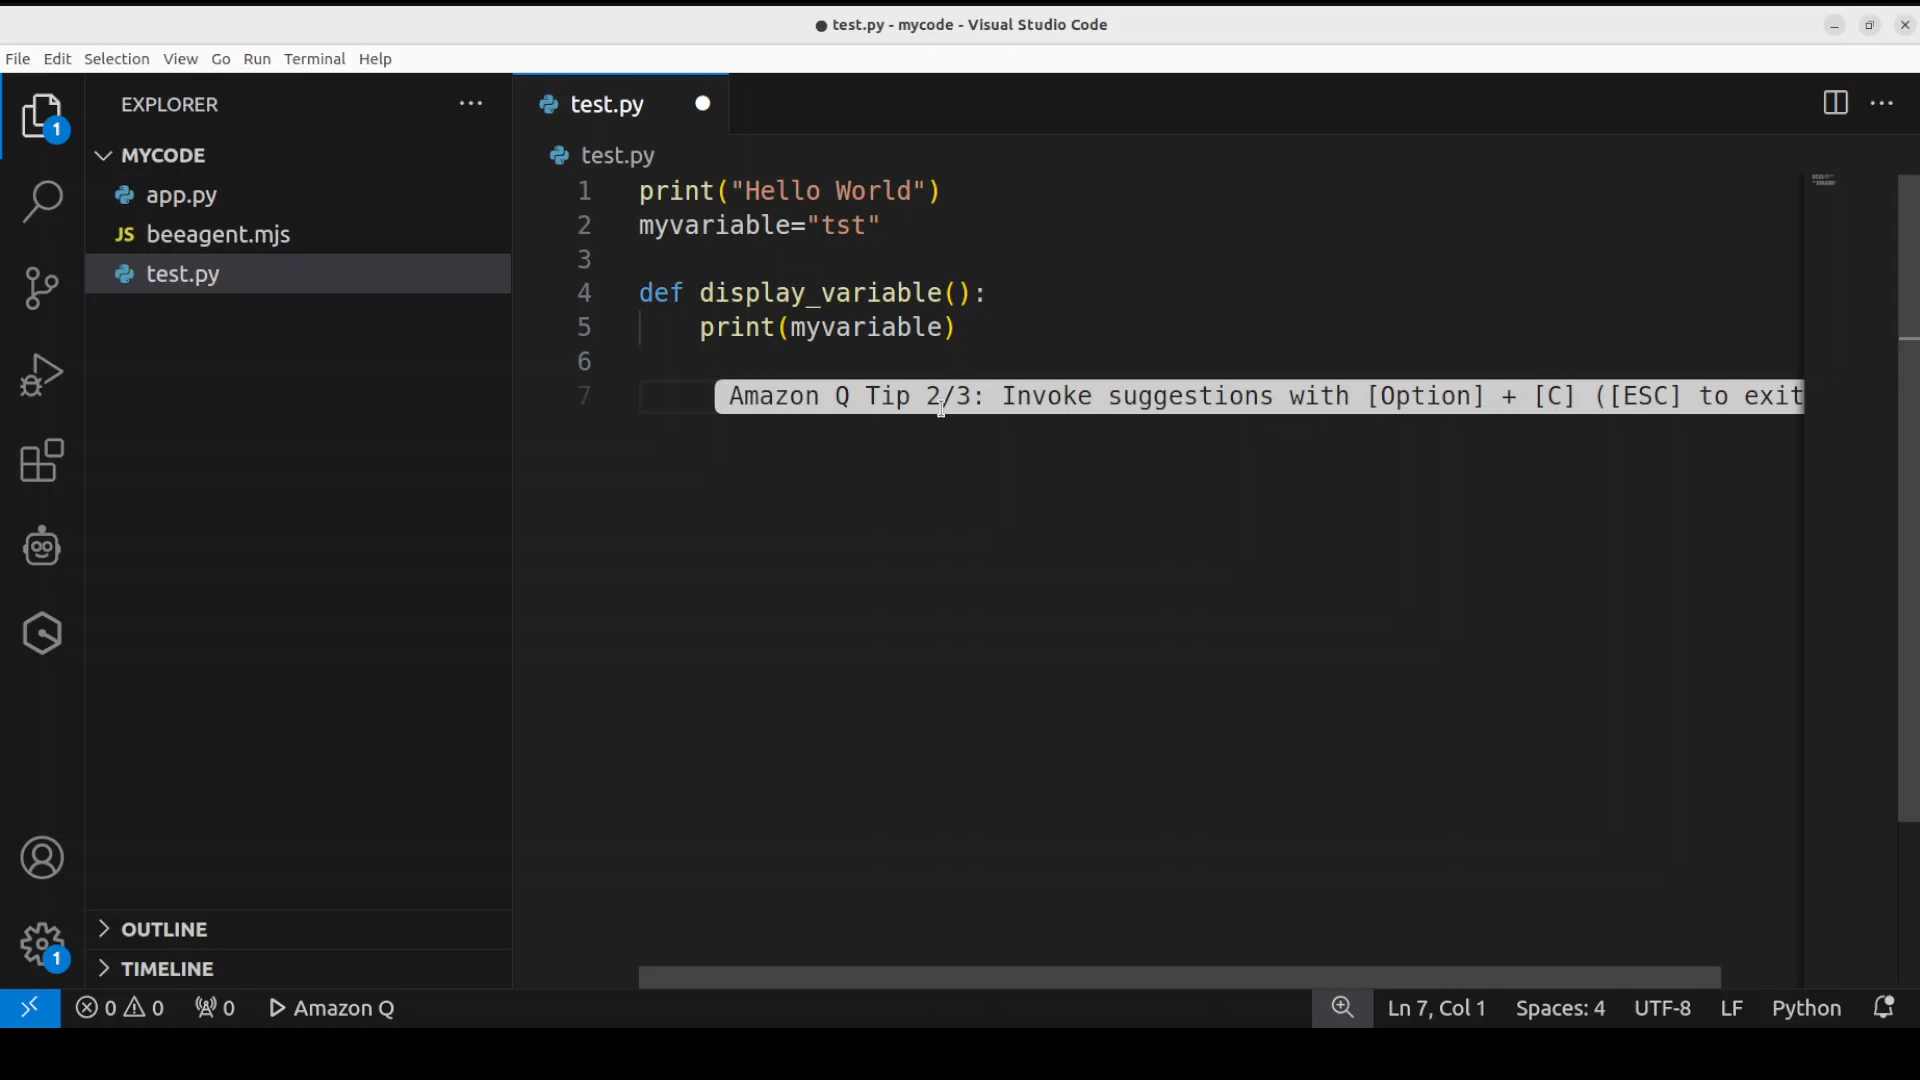 ● test.py - mycode - Visual Studio Code
File Edit Selection View Go Run Terminal Help
EXPLORER
MYCODE
app.py
JS beeagent.mjs
test.py
OUTLINE
TIMELINE
1
1
test.py
test.py
1 print("Hello World")
2 myvariable="tst"
3
4 def display_variable():
5 print(myvariable)
6
7 Amazon Q Tip 2/3: Invoke suggestions with [Option] + [C] ([ESC] to exit
0 0 0 Amazon Q Ln 7, Col 1 Spaces: 4 UTF-8 LF Python